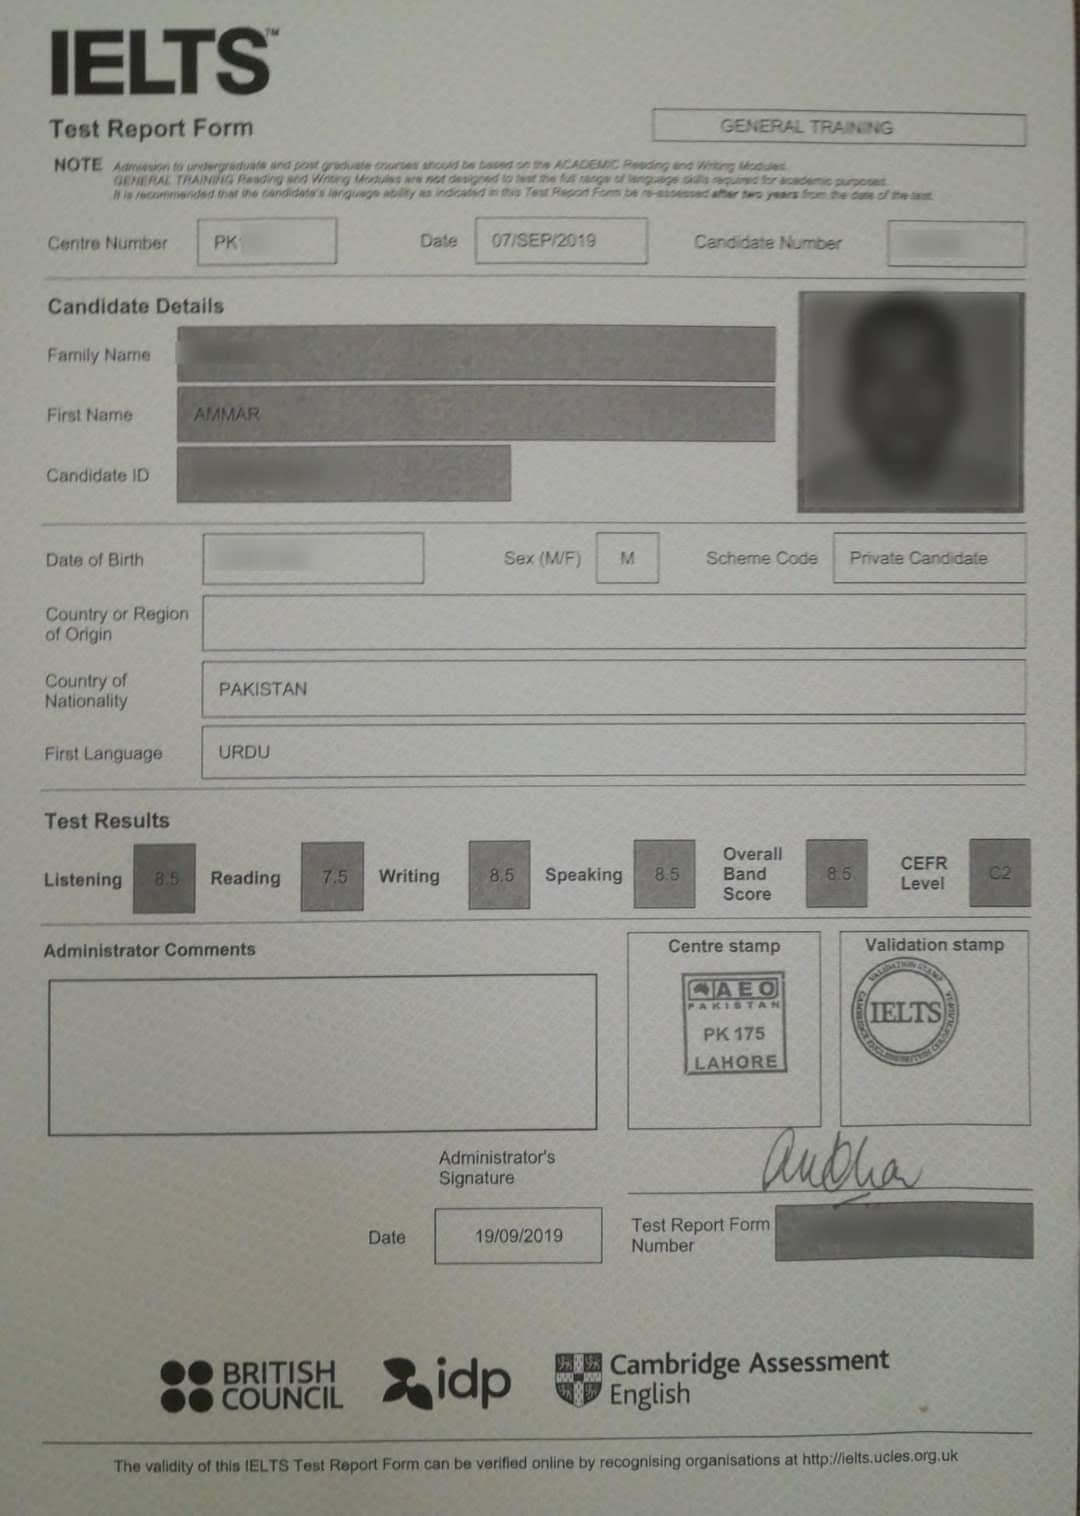 IELTS™
Test Report Form
GENERAL TRAINING
NOTE Admission to undergraduate and post graduate courses should be based on the ACADEMIC Reading and Writing Modules.
GENERAL TRAINING Reading and Writing Modules are not designed to test the full range of language skills required for academic purposes.
It is recommended that the candidate's language ability as indicated in this Test Report Form be re-assessed after two years from the date of the test.
Centre Number PK Date 07/SEP/2019 Candidate Number
Candidate Details
Family Name
First Name AMMAR
Candidate ID
Date of Birth Sex (M/F) M Scheme Code Private Candidate
Country or Region
of Origin
Country of
Nationality PAKISTAN
First Language URDU
Test Results
Listening 8.5 Reading 7.5 Writing 8.5 Speaking 8.5 Overall Band Score 8.5 CEFR Level C2
Administrator Comments
Centre stamp
AEO
PAKISTAN
PK 175
LAHORE
Validation stamp
VALIDATION STAMP
IELTS
Administrator's
Signature
Date 19/09/2019
Test Report Form
Number
BRITISH
COUNCIL
idp
Cambridge Assessment
English
The validity of this IELTS Test Report Form can be verified online by recognising organisations at http://ielts.ucles.org.uk